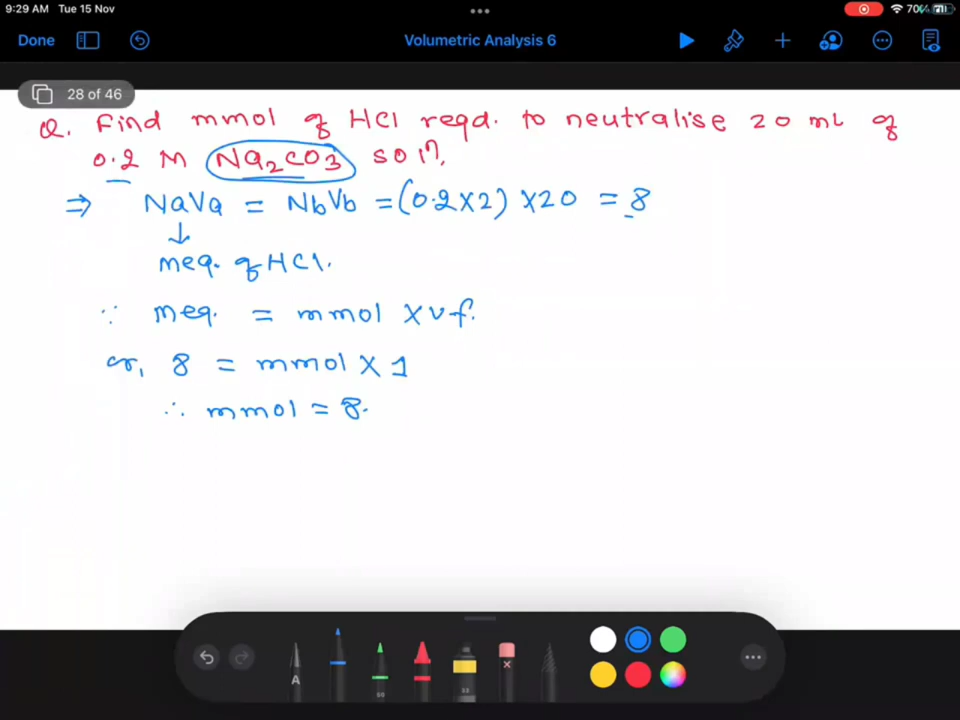 9:29 AM Tue 15 Nov
70%
Done
Volumetric Analysis 6
28 of 46
Q. Find mmol of HCl reqd. to neutralise 20 mL of
0.2 M Na2CO3 sol?
⇒ NaVa = NbVb = (0.2×2) ×20 = 8
↓
meq. of HCl.
∵ meq. = mmol × v.f.
or, 8 = mmol × 1
∴ mmol = 8.
A